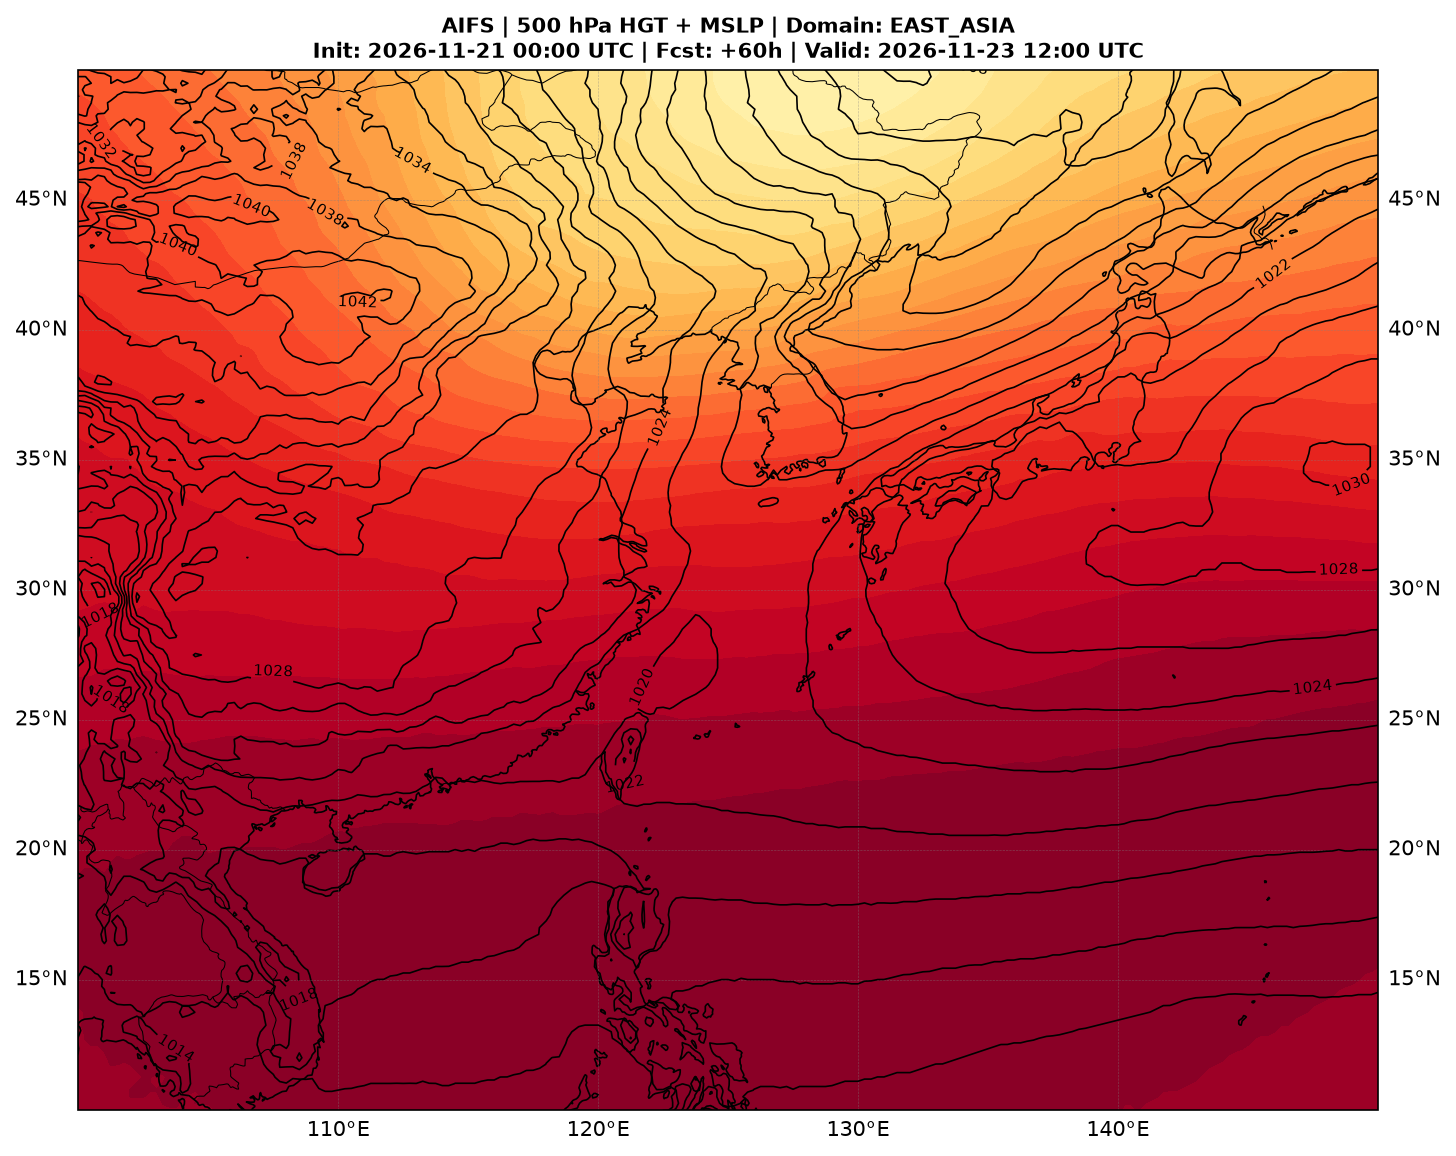 AIFS | 500 hPa HGT + MSLP | Domain: EAST_ASIA
Init: 2026-11-21 00:00 UTC | Fcst: +60h | Valid: 2026-11-23 12:00 UTC
1032
1038
1034
45°N
1040
1038
45°N
1040
1022
1042
40°N
40°N
1024
35°N
35°N
1030
30°N
1028
30°N
1018
1028
1020
1024
1018
25°N
25°N
1022
20°N
20°N
15°N
15°N
1018
1014
110°E
120°E
130°E
140°E